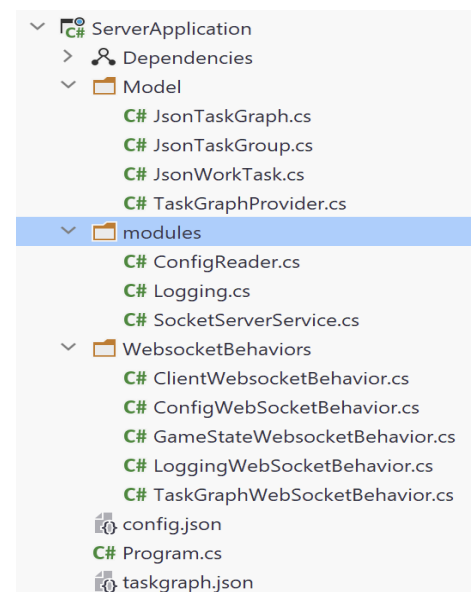 C# ServerApplication
Dependencies
Model
C# JsonTaskGraph.cs
C# JsonTaskGroup.cs
C# JsonWorkTask.cs
C# TaskGraphProvider.cs
modules
C# ConfigReader.cs
C# Logging.cs
C# SocketServerService.cs
WebsocketBehaviors
C# ClientWebsocketBehavior.cs
C# ConfigWebSocketBehavior.cs
C# GameStateWebsocketBehavior.cs
C# LoggingWebSocketBehavior.cs
C# TaskGraphWebSocketBehavior.cs
config.json
C# Program.cs
taskgraph.json